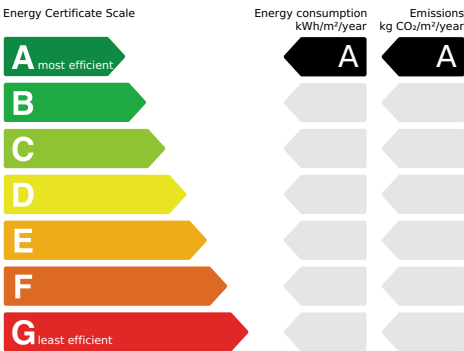 Energy Certificate Scale
Energy consumption
kWh/m²/year
Emissions
kg CO₂/m²/year
A most efficient
A
A
B
C
D
E
F
G least efficient